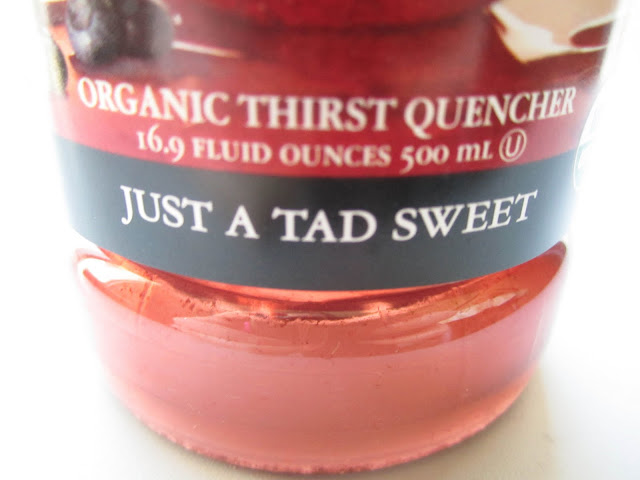 ORGANIC THIRST QUENCHER
16.9 FLUID OUNCES 500 mL Ⓤ
JUST A TAD SWEET